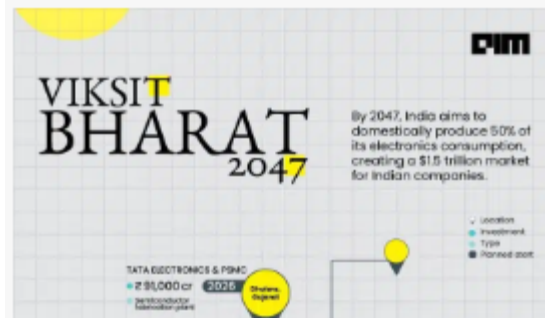 AIM
VIKSIT
BHARAT
2047
By 2047, India aims to
domestically produce 50% of
its electronics consumption,
creating a $1.5 trillion market
for Indian companies.
Location
Investment
Type
Planned start
TATA ELECTRONICS & PSMC
₹ 91,000 cr
2026
Dholera,
Gujarat
Semiconductor
fabrication plant